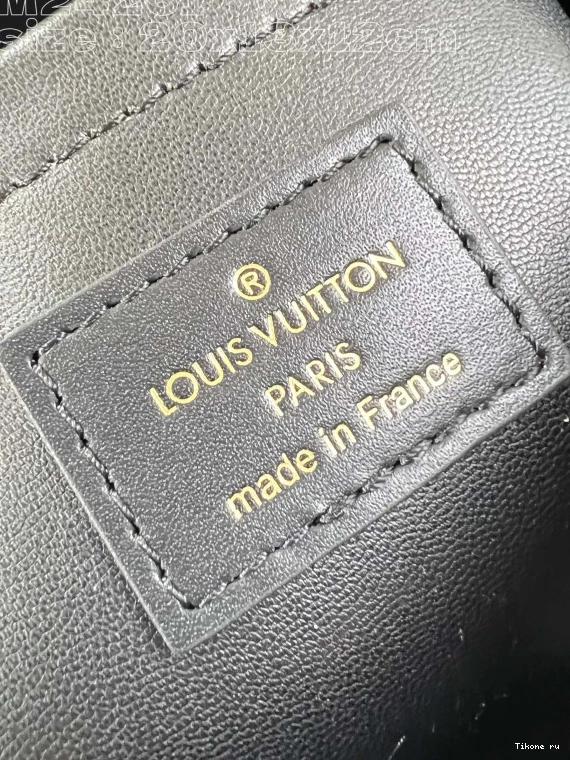 ®
LOUIS VUITTON
PARIS
made in France
Tikone ru